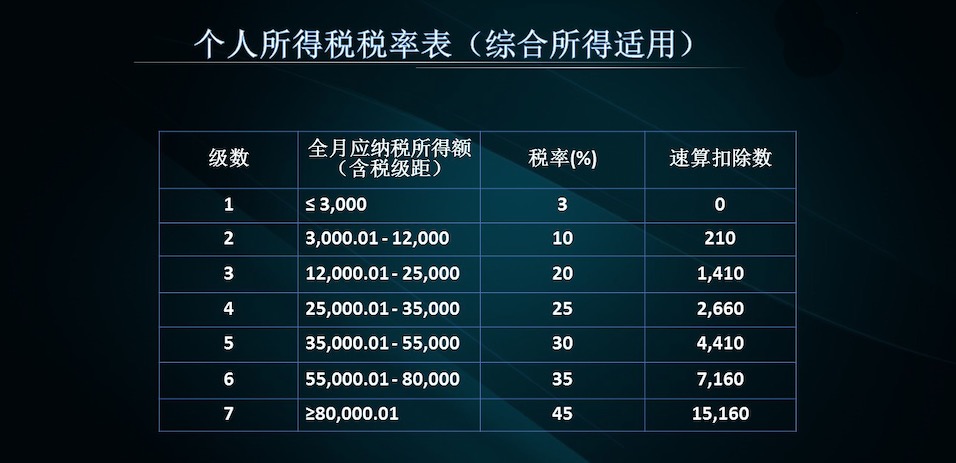 个人所得税税率表（综合所得适用）
级数 全月应纳税所得额（含税级距） 税率(%) 速算扣除数
1 ≤ 3,000 3 0
2 3,000.01 - 12,000 10 210
3 12,000.01 - 25,000 20 1,410
4 25,000.01 - 35,000 25 2,660
5 35,000.01 - 55,000 30 4,410
6 55,000.01 - 80,000 35 7,160
7 ≥80,000.01 45 15,160